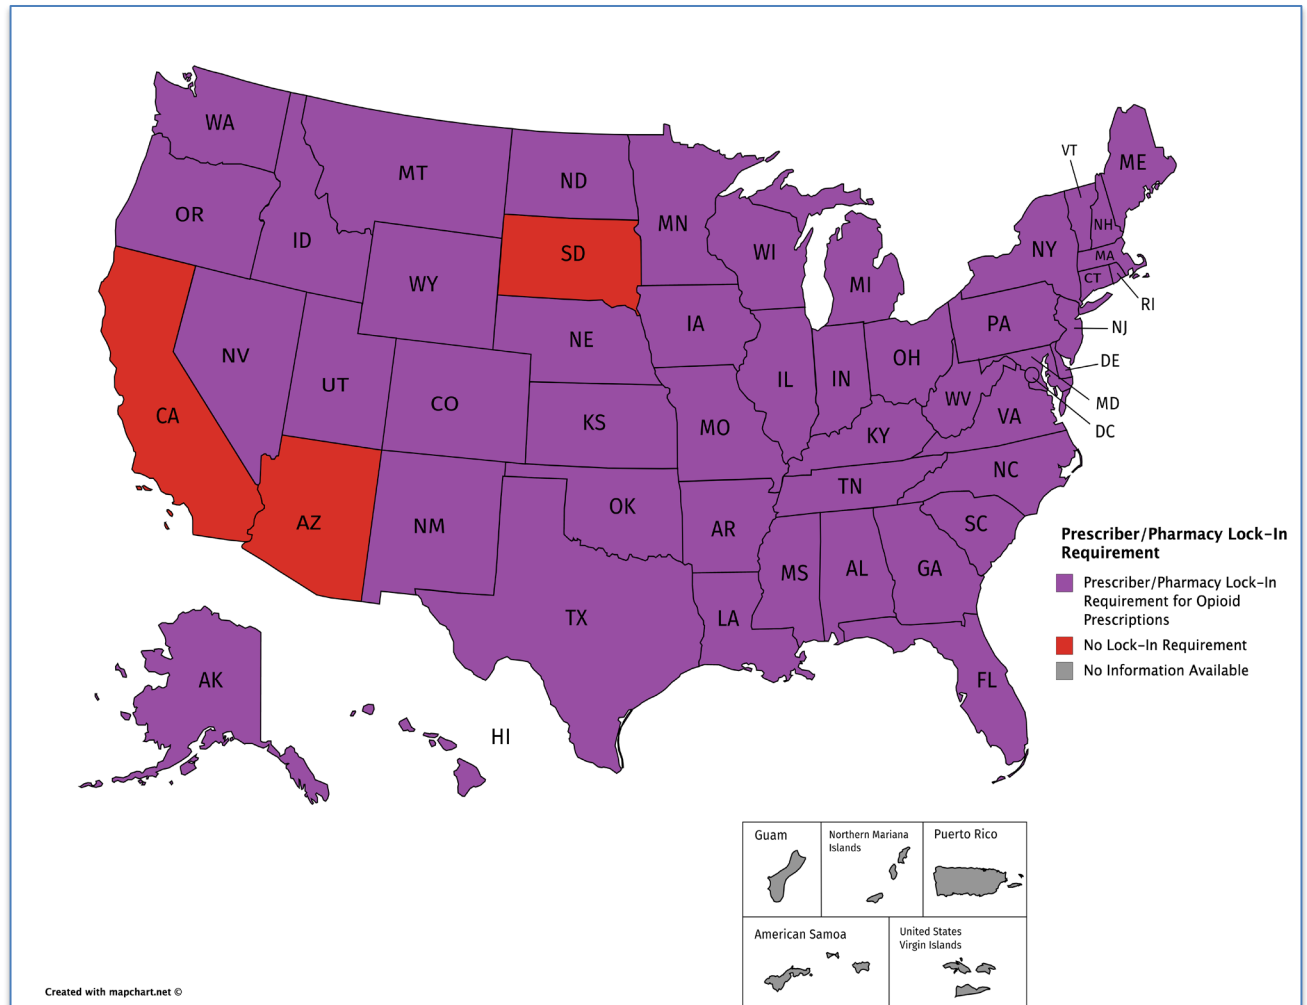 WA
MT
ND
OR
ID
SD
WY
MN
WI
MI
NY
VT
ME
NH
MA
CT
RI
NJ
DE
MD
DC
PA
NE
IA
NV
UT
CO
KS
MO
IL
IN
OH
WV
VA
KY
CA
AZ
NM
OK
AR
TN
NC
SC
MS
AL
GA
TX
LA
FL
AK
HI
Prescriber/Pharmacy Lock-In
Requirement
Prescriber/Pharmacy Lock-In
Requirement for Opioid
Prescriptions
No Lock-In Requirement
No Information Available
Guam
Northern Mariana
Islands
Puerto Rico
American Samoa
United States
Virgin Islands
Created with mapchart.net ©